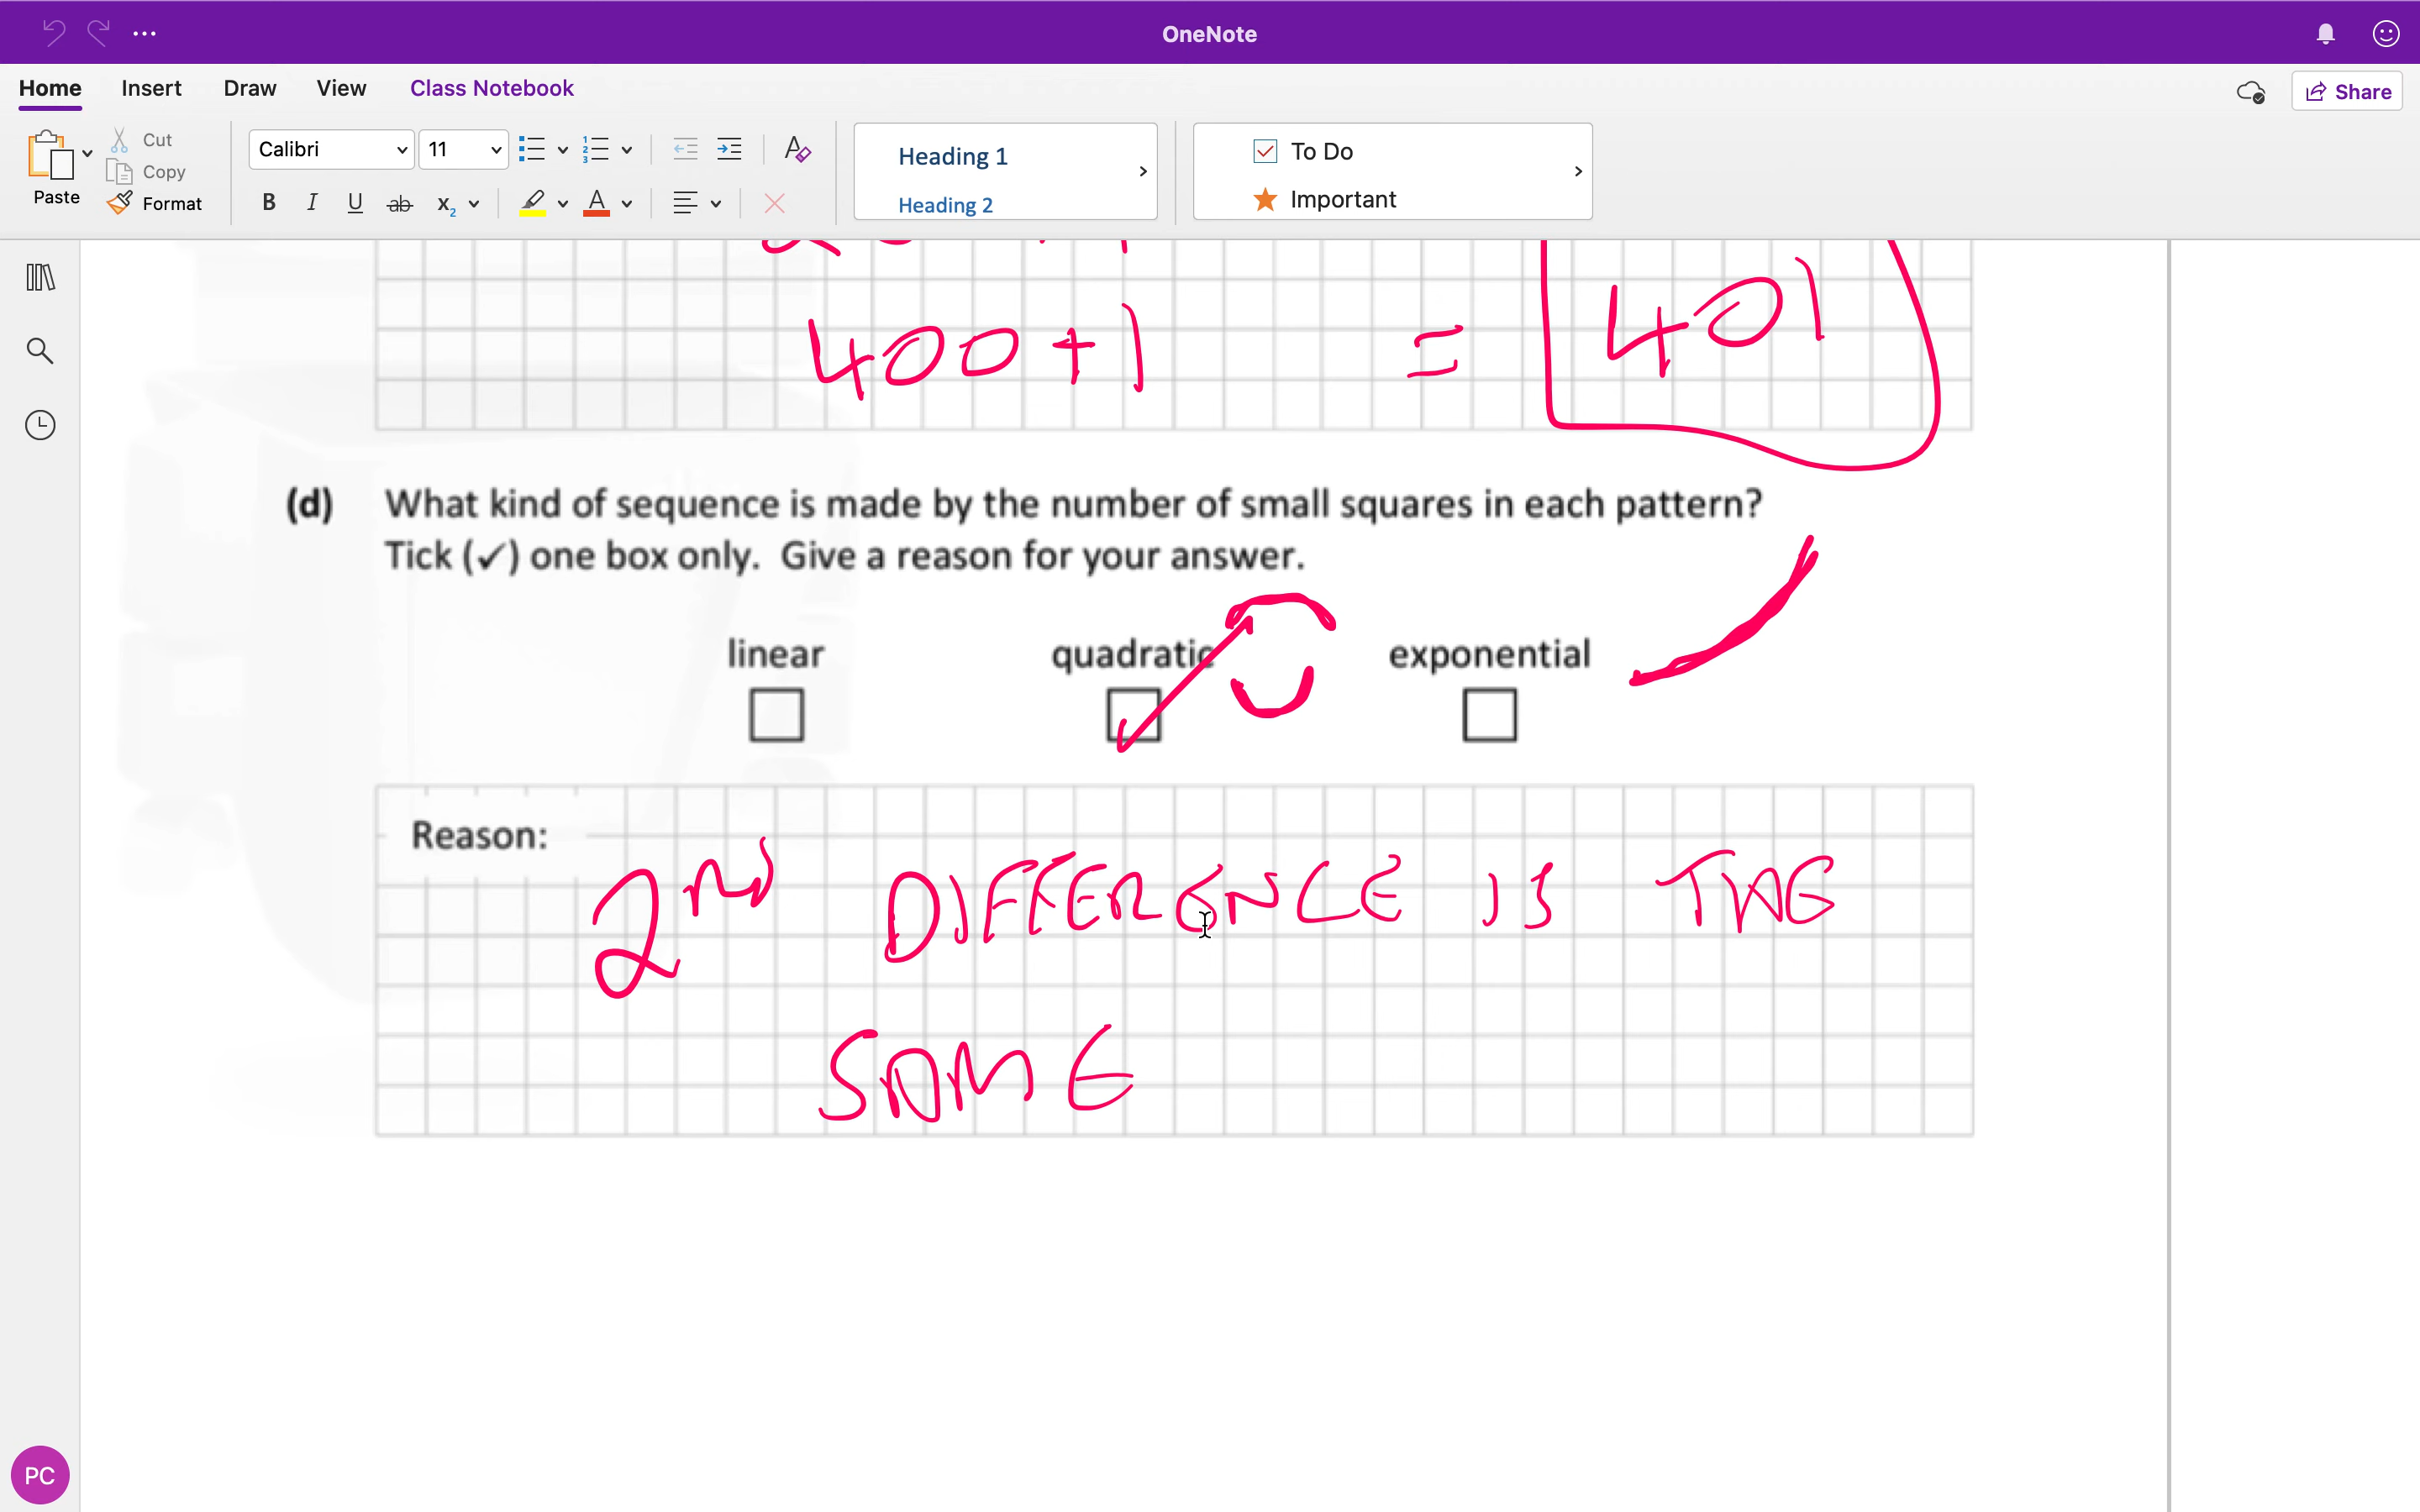 OneNote
Home Insert Draw View Class Notebook Share
Paste Cut Copy Format
Calibri 11
B I U ab x₂ A
Heading 1
Heading 2
To Do
Important
400+1 = 401
(d) What kind of sequence is made by the number of small squares in each pattern?
Tick (✓) one box only. Give a reason for your answer.
linear quadratic exponential
Reason:
2nd DIFFERENCE IS THE
SAME
PC